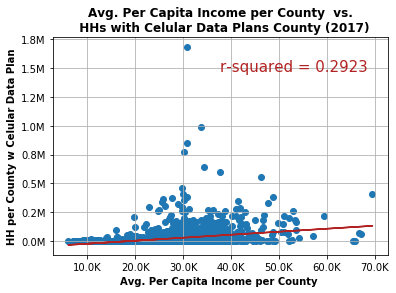 Avg. Per Capita Income per County vs.
HHs with Celular Data Plans County (2017)
r-squared = 0.2923
HH per County w Celular Data Plan
1.8M
1.5M
1.2M
1.0M
0.8M
0.5M
0.2M
0.0M
10.0K 20.0K 30.0K 40.0K 50.0K 60.0K 70.0K
Avg. Per Capita Income per County